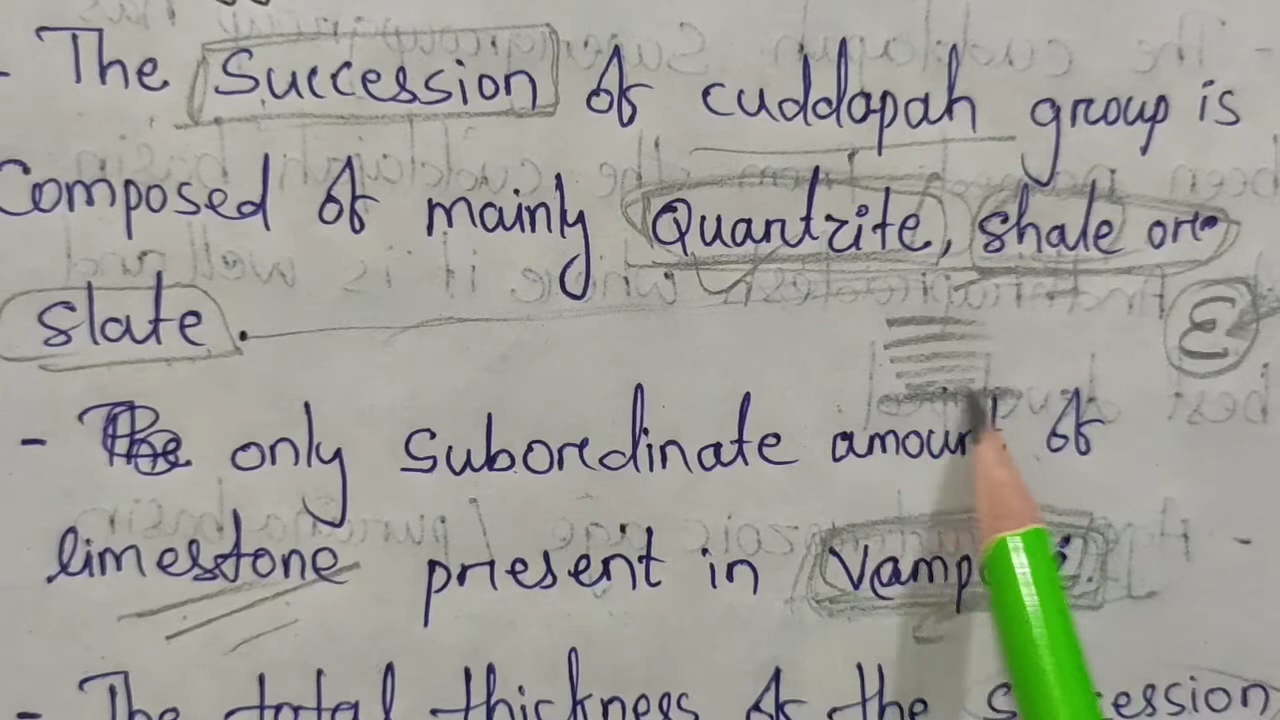 - The Succession of cuddapah group is
Composed of mainly Quartzite, shale or
slate.
3
- The only subordinate amount of
limestone present in
- The total thickness of the succession